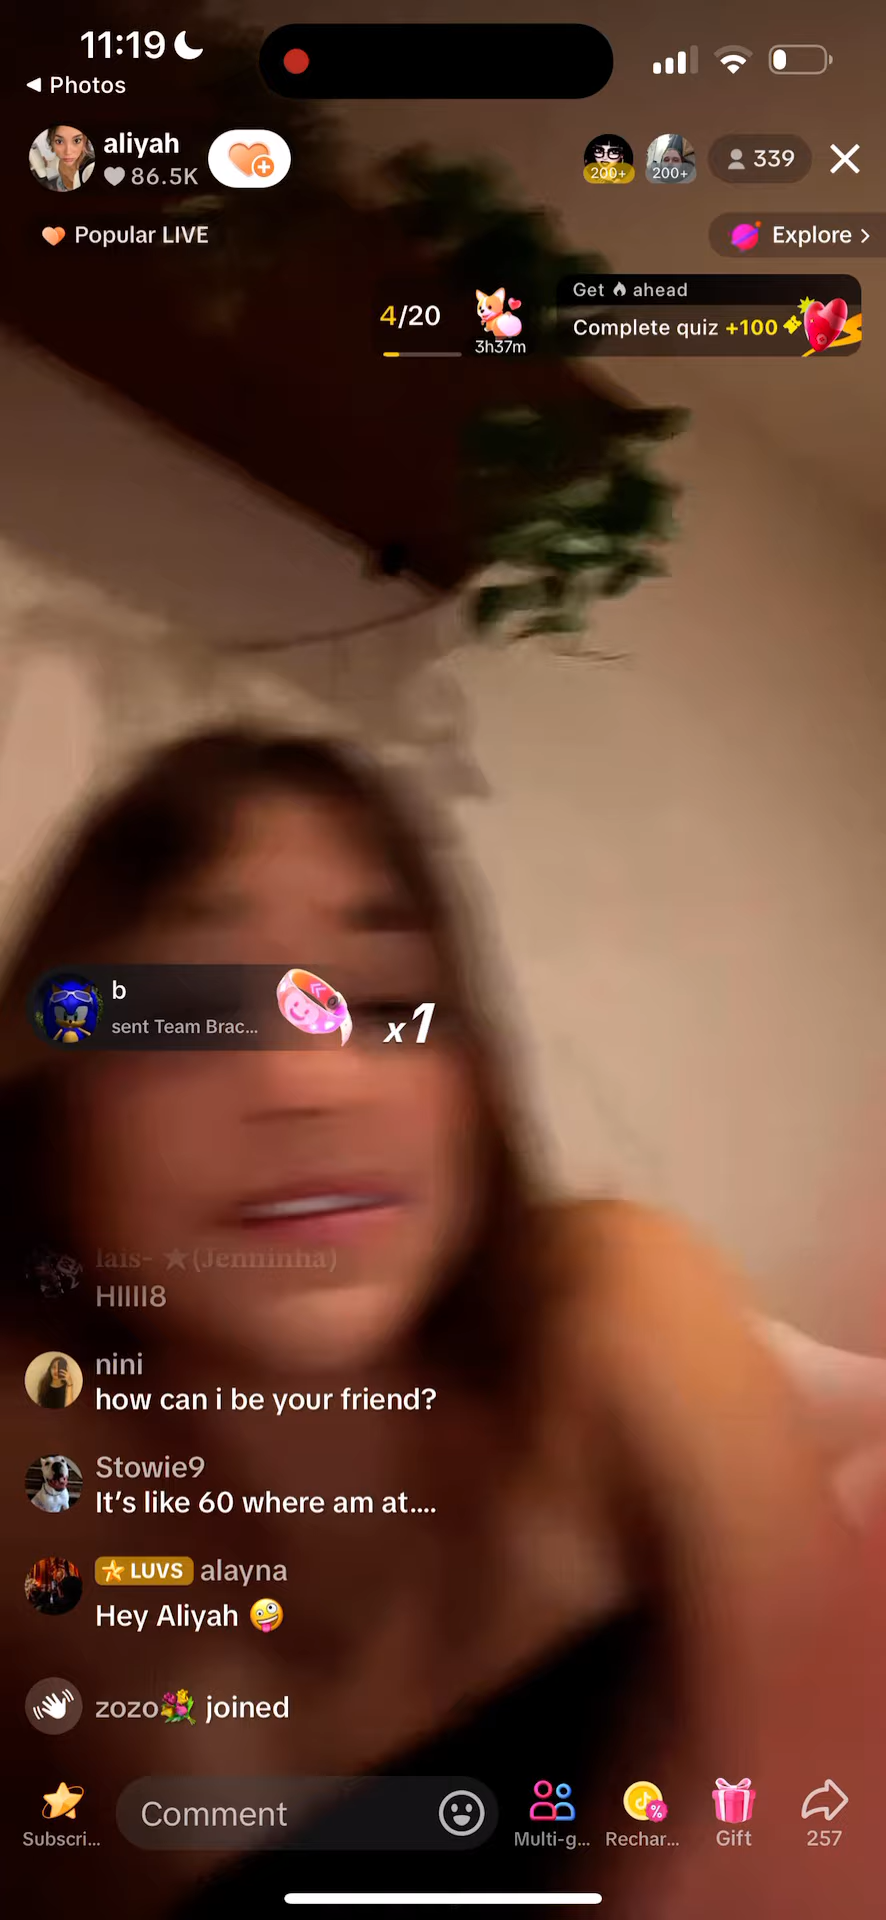 11:19
Photos
aliyah
86.5K
200+
200+
339
Popular LIVE
Explore
4/20
3h37m
Get ahead
Complete quiz +100
b
sent Team Brac...
x1
lais- ★(Jenninha)
HIIII8
nini
how can i be your friend?
Stowie9
It’s like 60 where am at....
LUVS alayna
Hey Aliyah 🤪
zozo💐 joined
Comment
Subscri...
Multi-g...
Rechar...
Gift
257